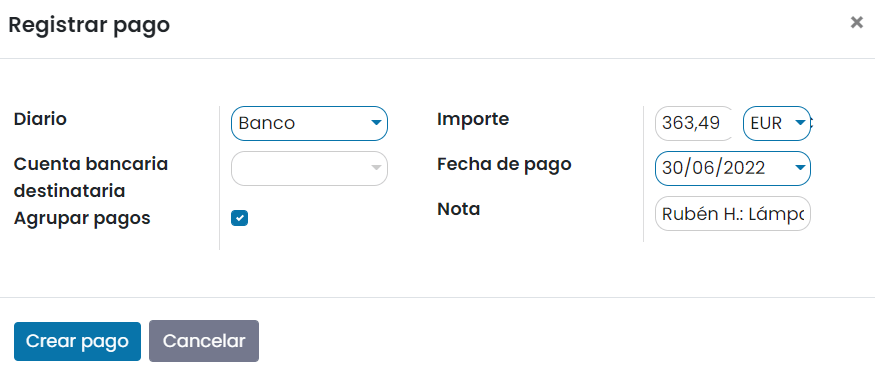 Registrar pago
×
Diario
Banco
Cuenta bancaria
destinataria
Agrupar pagos
Importe
363,49
EUR
Fecha de pago
30/06/2022
Nota
Rubén H.: Lámpa
Crear pago
Cancelar